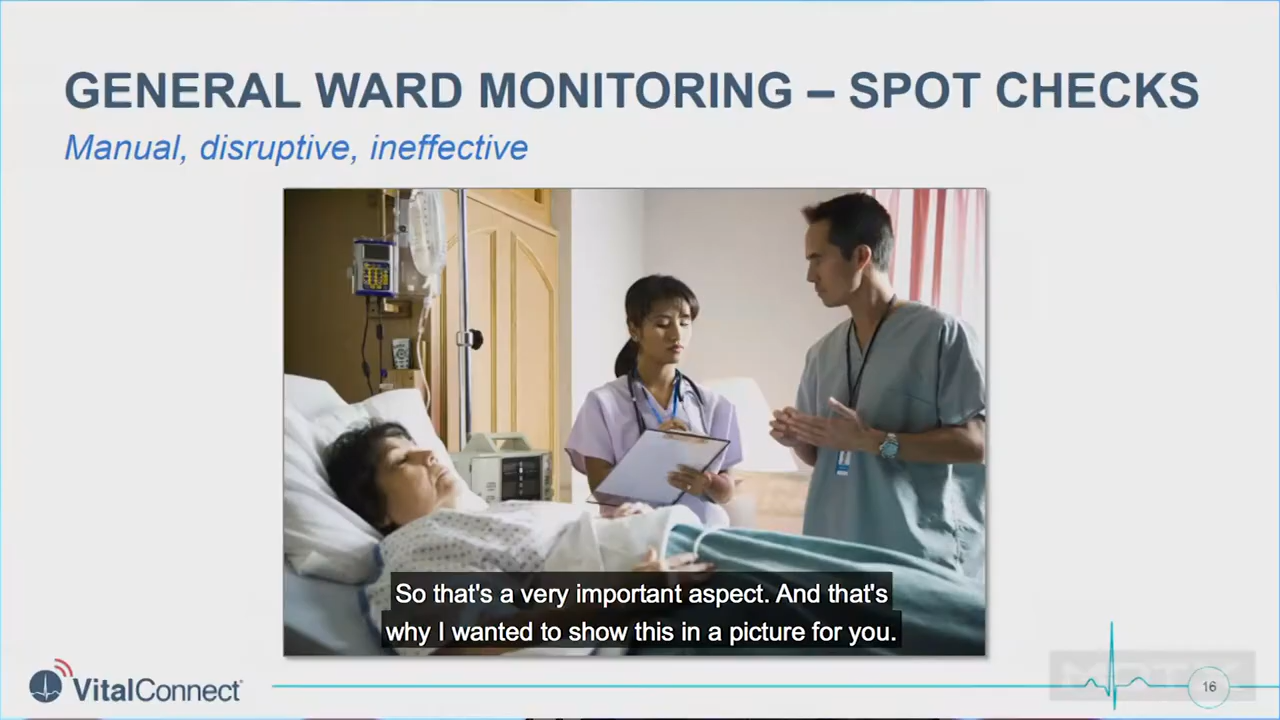 GENERAL WARD MONITORING – SPOT CHECKS
Manual, disruptive, ineffective
So that's a very important aspect. And that's
why I wanted to show this in a picture for you.
VitalConnect®
16